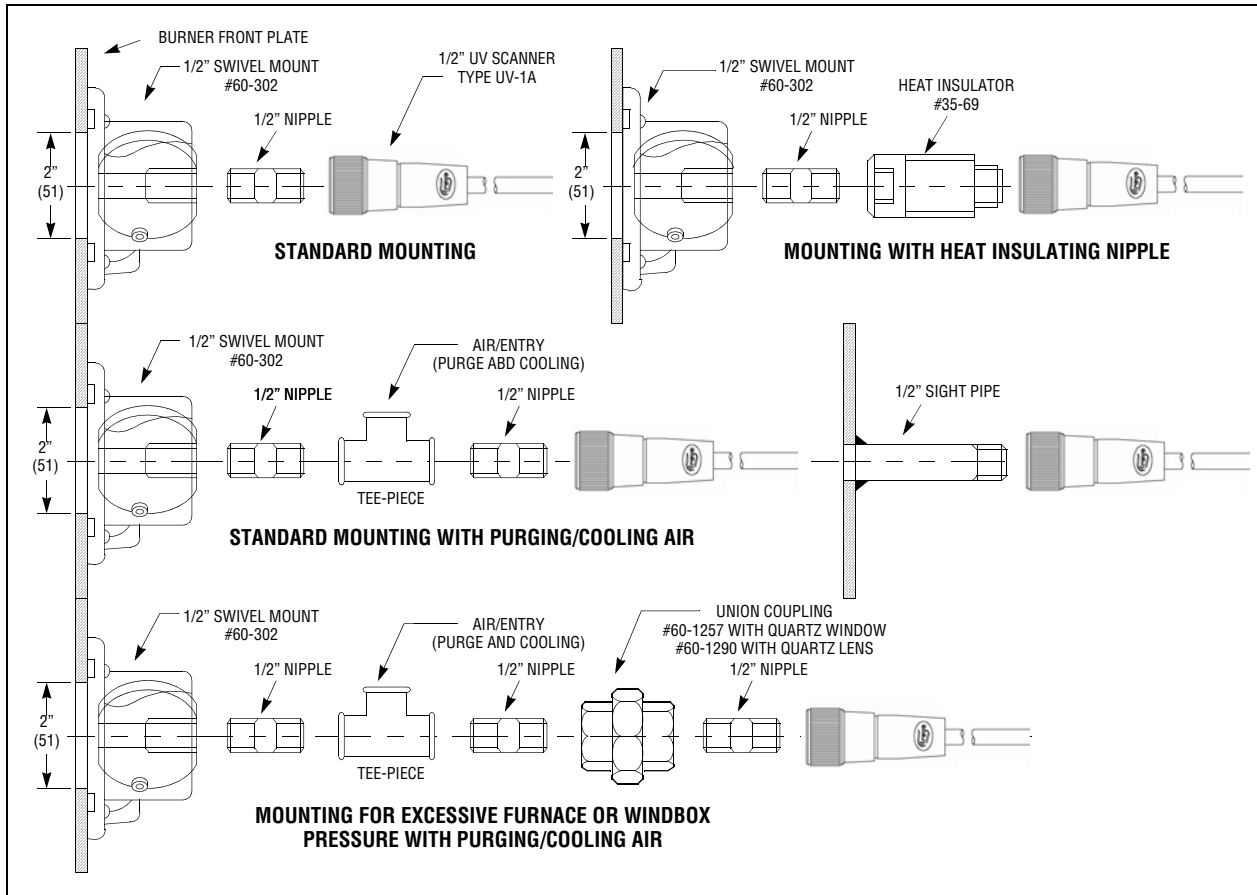 BURNER FRONT PLATE
1/2” SWIVEL MOUNT
#60-302
1/2” NIPPLE
1/2” UV SCANNER
TYPE UV-1A
2”
(51)
STANDARD MOUNTING
1/2” SWIVEL MOUNT
#60-302
1/2” NIPPLE
HEAT INSULATOR
#35-69
2”
(51)
MOUNTING WITH HEAT INSULATING NIPPLE
1/2” SWIVEL MOUNT
#60-302
1/2” NIPPLE
AIR/ENTRY
(PURGE ABD COOLING)
1/2” NIPPLE
2”
(51)
TEE-PIECE
STANDARD MOUNTING WITH PURGING/COOLING AIR
1/2” SIGHT PIPE
1/2” SWIVEL MOUNT
#60-302
1/2” NIPPLE
AIR/ENTRY
(PURGE AND COOLING)
1/2” NIPPLE
UNION COUPLING
#60-1257 WITH QUARTZ WINDOW
#60-1290 WITH QUARTZ LENS
1/2” NIPPLE
2”
(51)
TEE-PIECE
MOUNTING FOR EXCESSIVE FURNACE OR WINDBOX
PRESSURE WITH PURGING/COOLING AIR